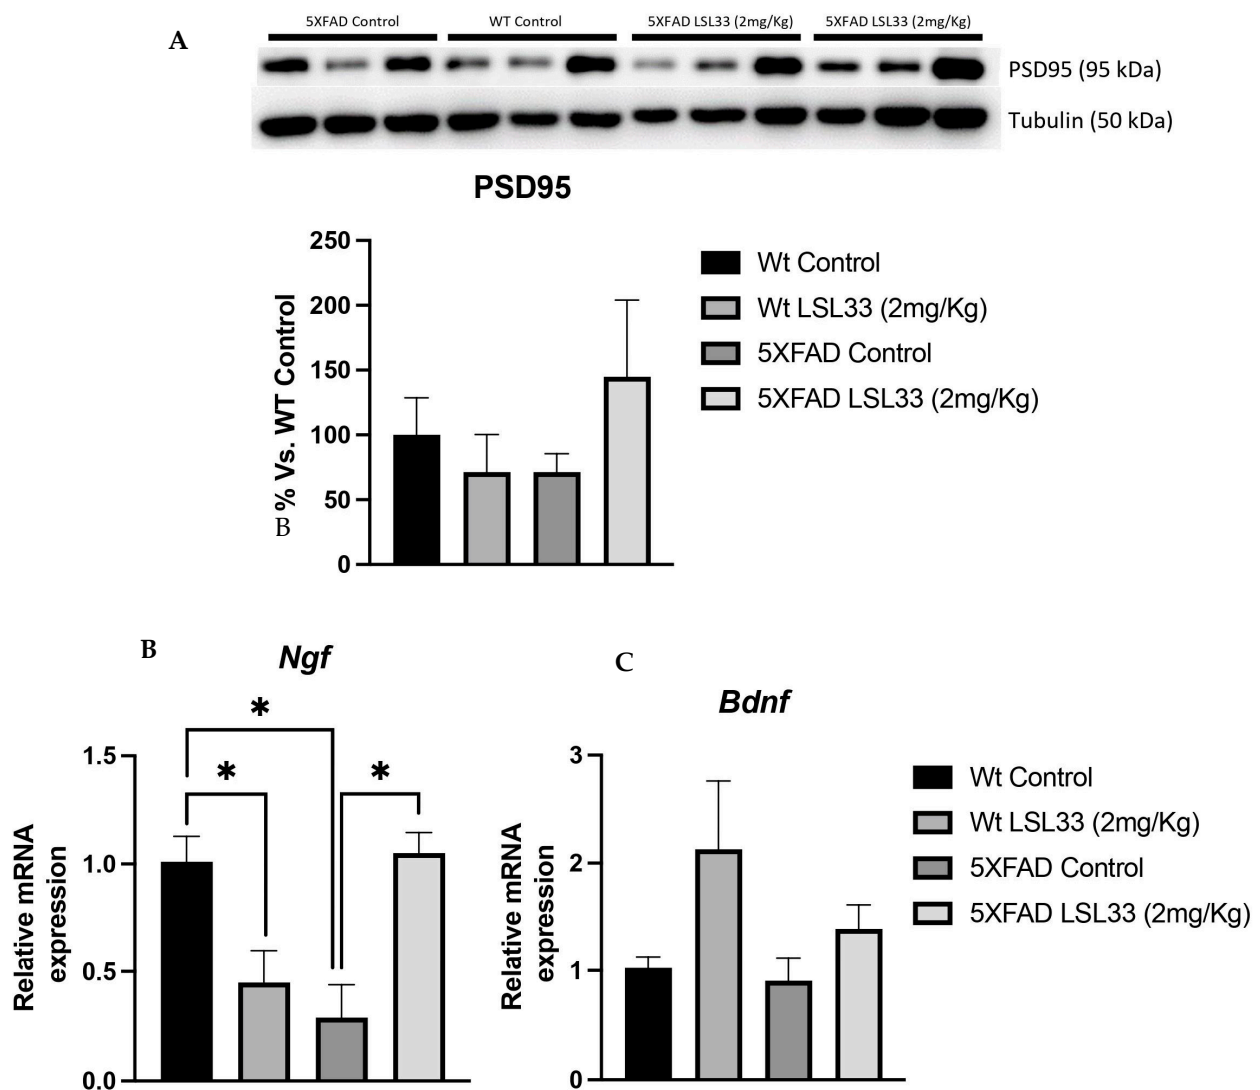 A
5XFAD Control WT Control 5XFAD LSL33 (2mg/Kg) 5XFAD LSL33 (2mg/Kg)
PSD95 (95 kDa)
Tubulin (50 kDa)
PSD95
% Vs. WT Control
250
200
150
100
50
0
B
Wt Control
Wt LSL33 (2mg/Kg)
5XFAD Control
5XFAD LSL33 (2mg/Kg)
B
Ngf
*
*
*
Relative mRNA
expression
1.5
1.0
0.5
0.0
C
Bdnf
Relative mRNA
expression
3
2
1
0
Wt Control
Wt LSL33 (2mg/Kg)
5XFAD Control
5XFAD LSL33 (2mg/Kg)